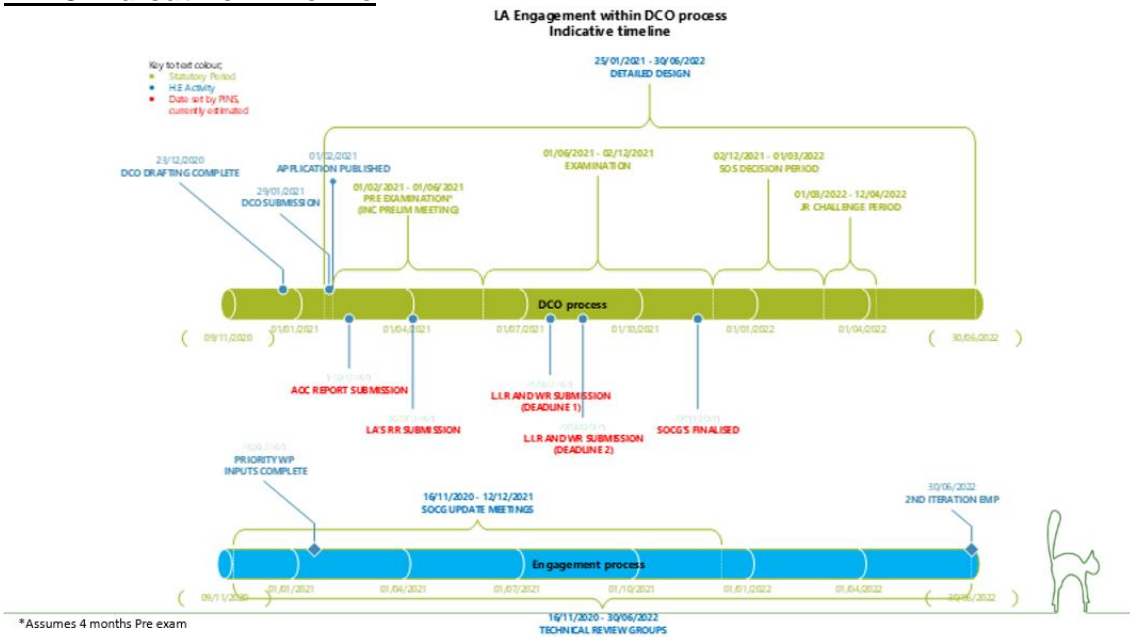 LA Engagement within DCO process
Indicative timeline
Key to text colour;
Statutory Period
H.E Activity
Date set by PINS,
currently estimated
25/01/2021 - 30/06/2022
DETAILED DESIGN
23/12/2020
DCO DRAFTING COMPLETE
01/02/2021
APPLICATION PUBLISHED
29/01/2021
DCO SUBMISSION
01/02/2021 - 01/06/2021
PRE EXAMINATION*
(INC PRELIM MEETING)
01/06/2021 - 02/12/2021
EXAMINATION
02/12/2021 - 01/03/2022
SOS DECISION PERIOD
01/03/2022 - 12/04/2022
JR CHALLENGE PERIOD
DCO process
( 09/11/2020 )
01/01/2021
01/04/2021
01/07/2021
01/10/2021
01/01/2022
01/04/2022
( 30/06/2022 )
AOC REPORT SUBMISSION
LA'S RR SUBMISSION
L.I.R AND WR SUBMISSION
(DEADLINE 1)
L.I.R AND WR SUBMISSION
(DEADLINE 2)
SOCG'S FINALISED
PRIORITY WP
INPUTS COMPLETE
16/11/2020 - 12/12/2021
SOCG UPDATE MEETINGS
30/06/2022
2ND ITERATION EMP
Engagement process
( 09/11/2020 )
01/01/2021
01/04/2021
01/07/2021
01/10/2021
01/01/2022
01/04/2022
( 30/06/2022 )
16/11/2020 - 30/06/2022
TECHNICAL REVIEW GROUPS
*Assumes 4 months Pre exam